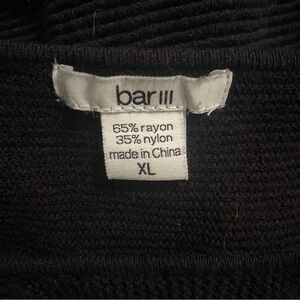 bar III
65% rayon
35% nylon
made in China
XL